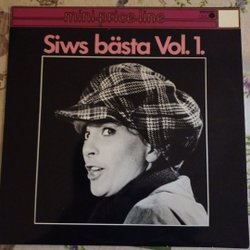 mini-price-line
Siws bästa Vol. 1.